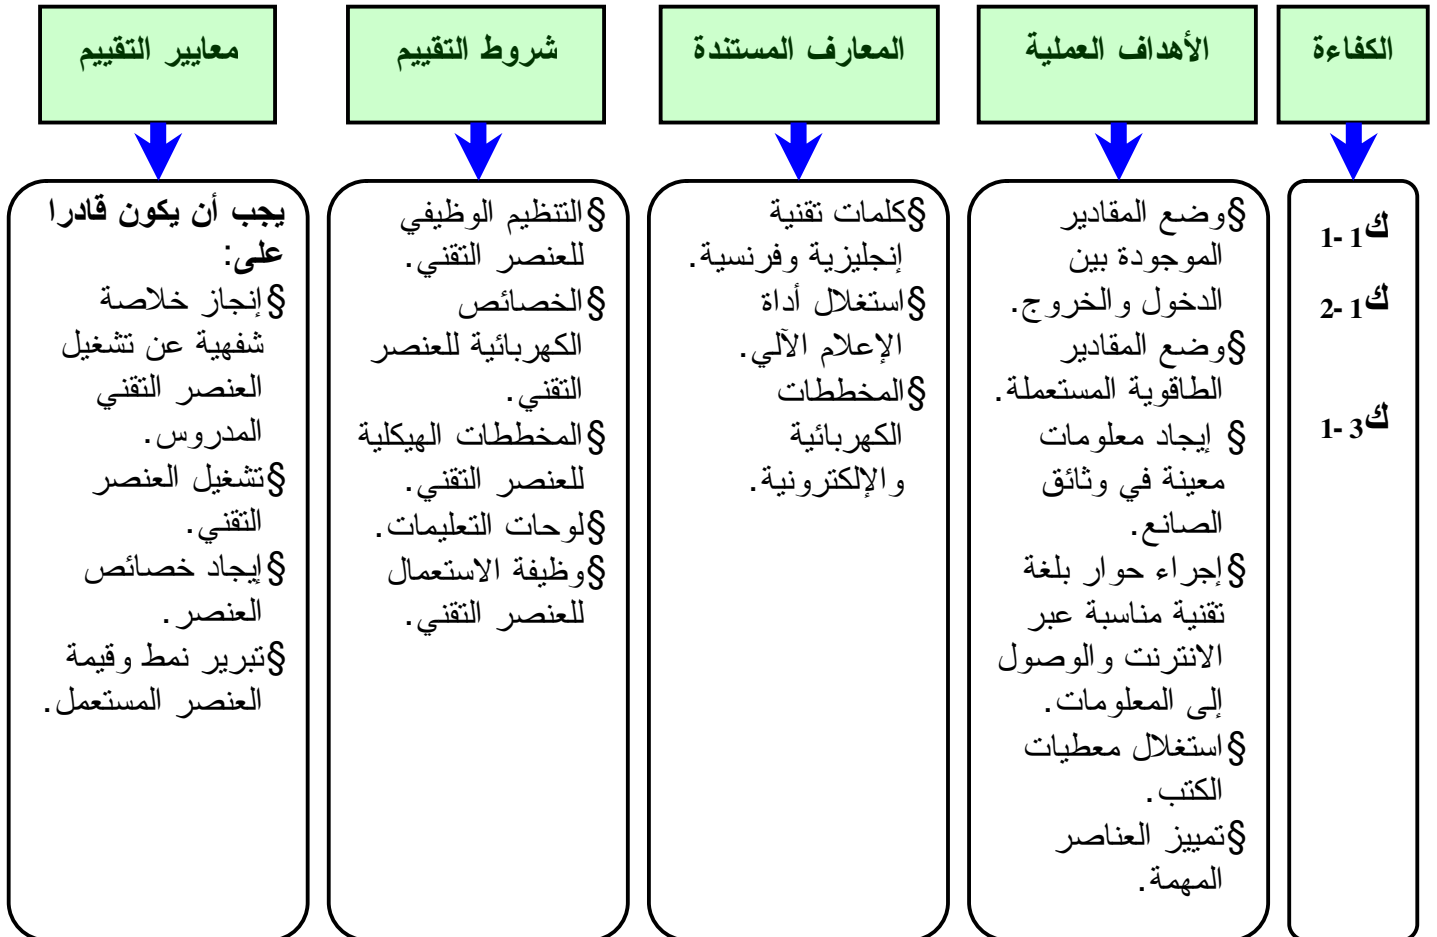 الكفاءة
ك1-1
ك1-2
ك3-1
الأهداف العملية
§وضع المقادير
الموجودة بين
الدخول والخروج.
§وضع المقادير
الطاقوية المستعملة.
§ إيجاد معلومات
معينة في وثائق
الصانع.
§إجراء حوار بلغة
تقنية مناسبة عبر
الانترنت والوصول
إلى المعلومات.
§استغلال معطيات
الكتب.
§تمييز العناصر
المهمة.
المعارف المستندة
§كلمات تقنية
إنجليزية وفرنسية.
§استغلال أداة
الإعلام الآلي.
§المخططات
الكهربائية
والإلكترونية.
شروط التقييم
§التنظيم الوظيفي
للعنصر التقني.
§الخصائص
الكهربائية للعنصر
التقني.
§المخططات الهيكلية
للعنصر التقني.
§لوحات التعليمات.
§وظيفة الاستعمال
للعنصر التقني.
معايير التقييم
يجب أن يكون قادرا
على:
§إنجاز خلاصة
شفهية عن تشغيل
العنصر التقني
المدروس.
§تشغيل العنصر
التقني.
§إيجاد خصائص
العنصر.
§تبرير نمط وقيمة
العنصر المستعمل.